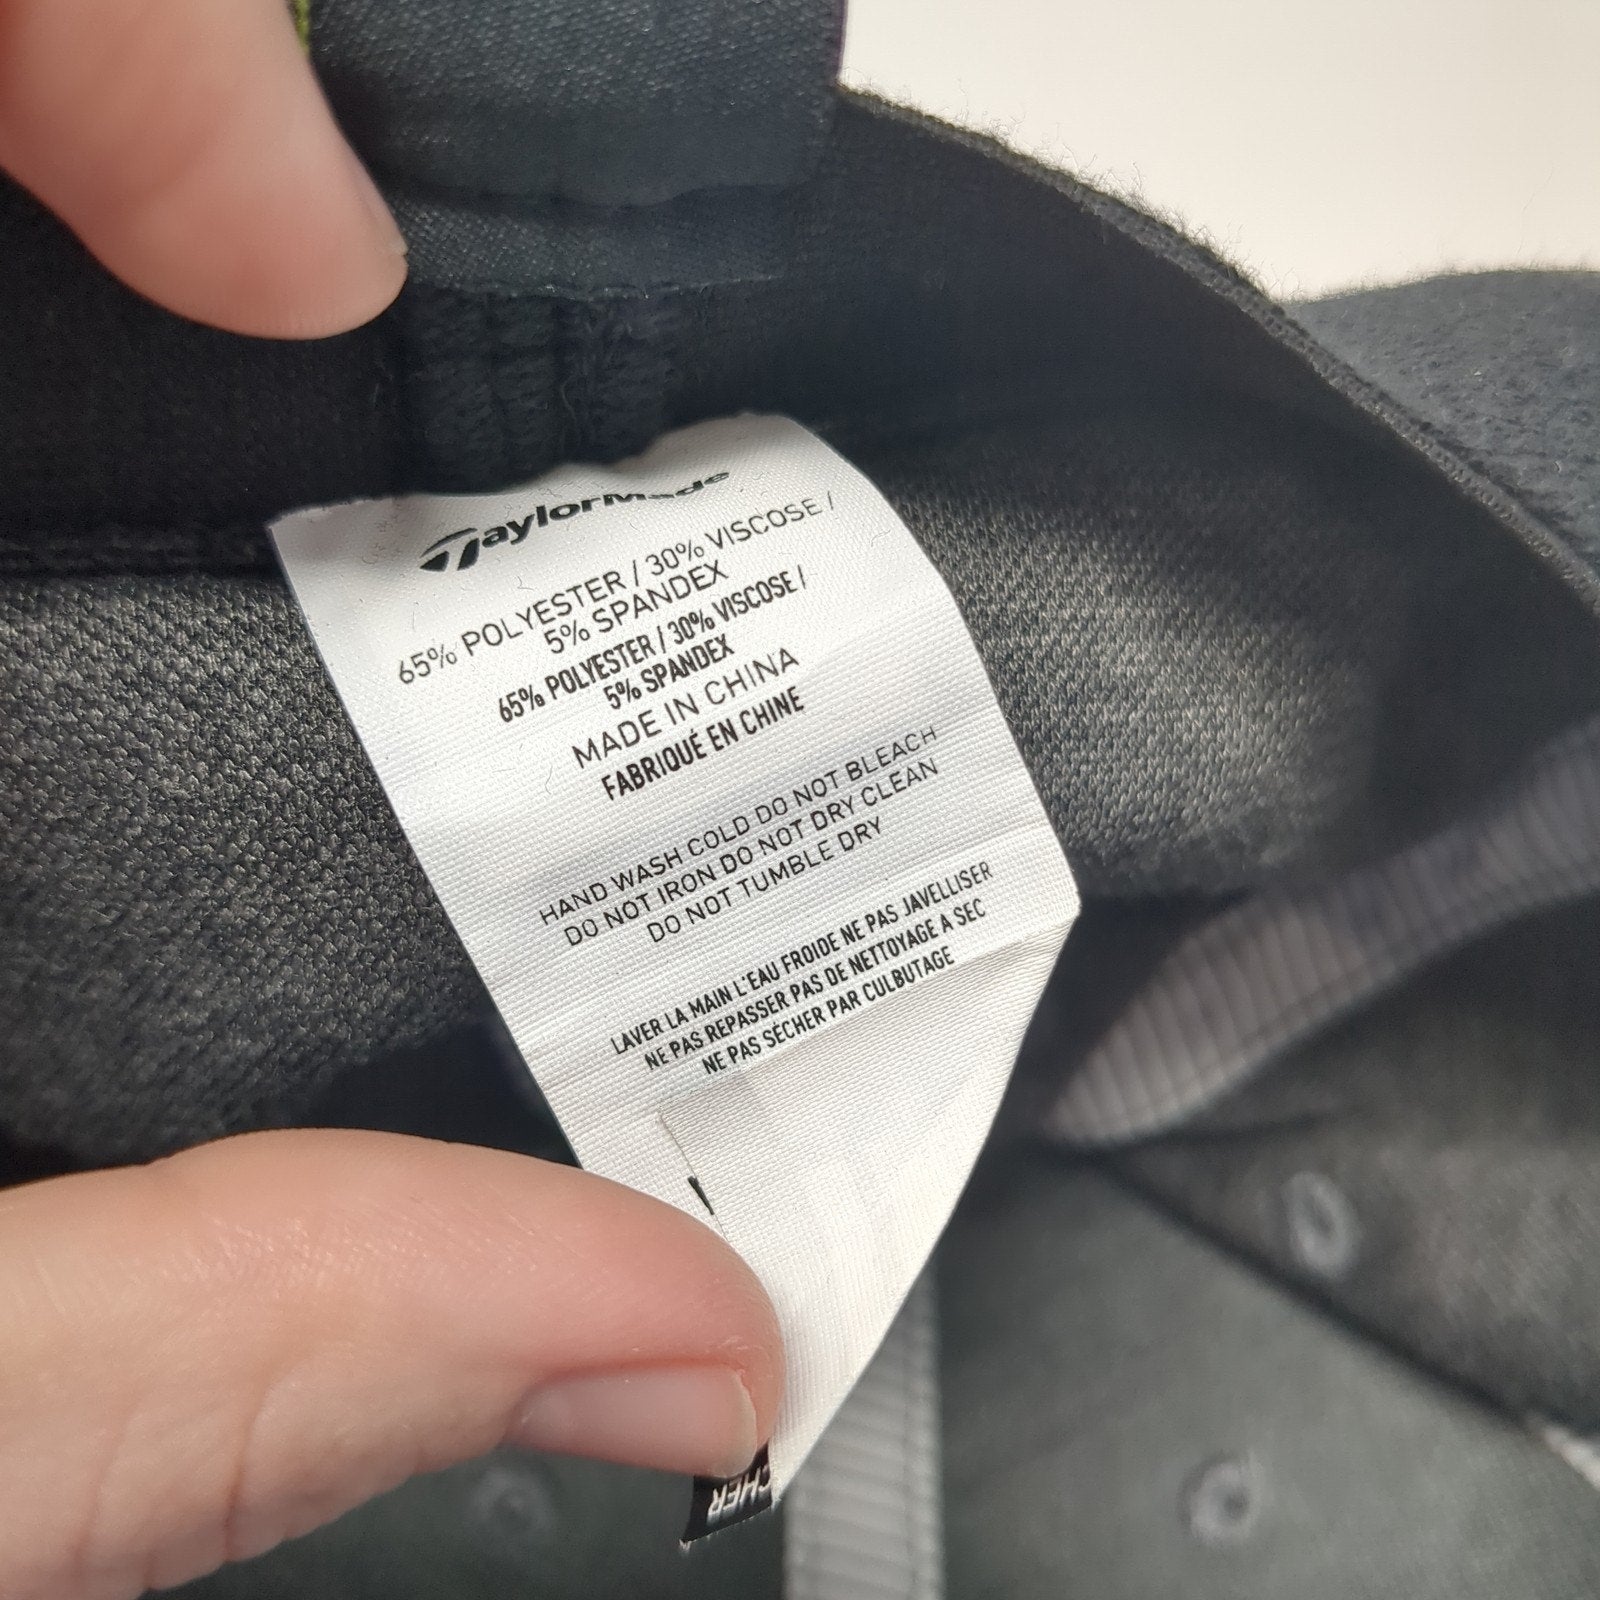 TaylorMade
65% POLYESTER / 30% VISCOSE /
5% SPANDEX
65% POLYESTER / 30% VISCOSE /
5% SPANDEX
MADE IN CHINA
FABRIQUÉ EN CHINE
HAND WASH COLD DO NOT BLEACH
DO NOT IRON DO NOT DRY CLEAN
DO NOT TUMBLE DRY
LAVER LA MAIN L'EAU FROIDE NE PAS JAVELLISER
NE PAS REPASSER PAS DE NETTOYAGE A SEC
NE PAS SÉCHER PAR CULBUTAGE